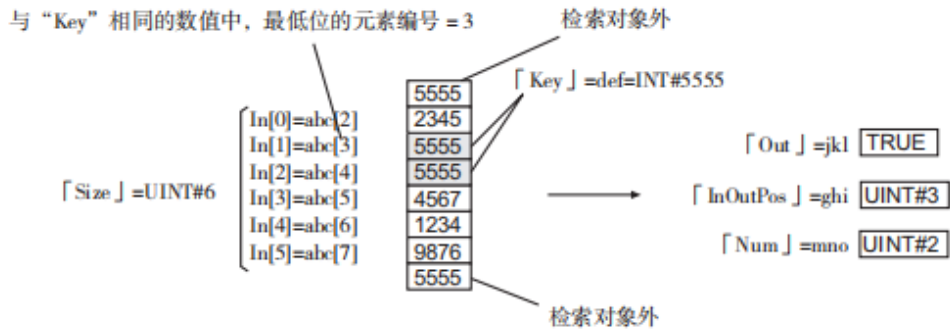 与“Key”相同的数值中，最低位的元素编号 = 3
检索对象外
「Key」=def=INT#5555
5555
In[0]=abc[2] 2345
In[1]=abc[3] 5555
In[2]=abc[4] 5555
In[3]=abc[5] 4567
In[4]=abc[6] 1234
In[5]=abc[7] 9876
5555
「Size」=UINT#6
「Out」=jkl TRUE
「InOutPos」=ghi UINT#3
「Num」=mno UINT#2
检索对象外